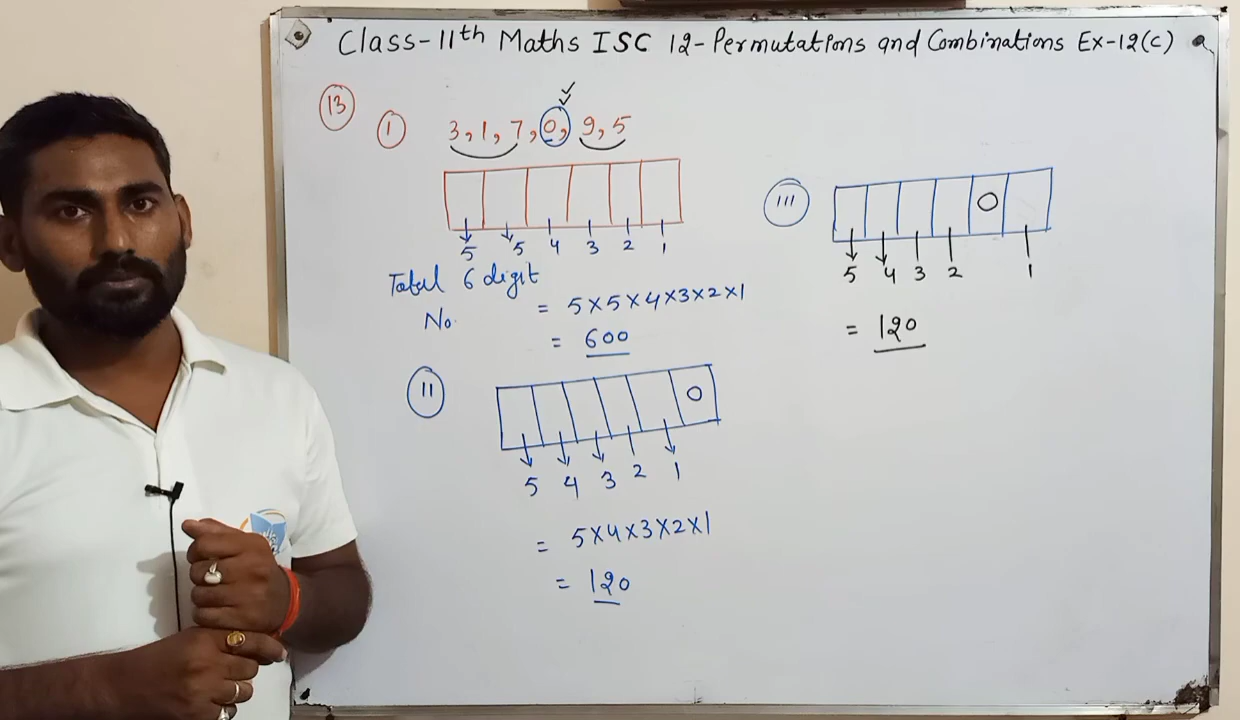 Class-11th Maths ISC 12-Permutations and Combinations Ex-12(c)
13
I 3,1,7,0,9,5
5 5 4 3 2 1
Total 6 digit
No. = 5×5×4×3×2×1
= 600
II 0
5 4 3 2 1
= 5×4×3×2×1
= 120
III 0
5 4 3 2 1
= 120